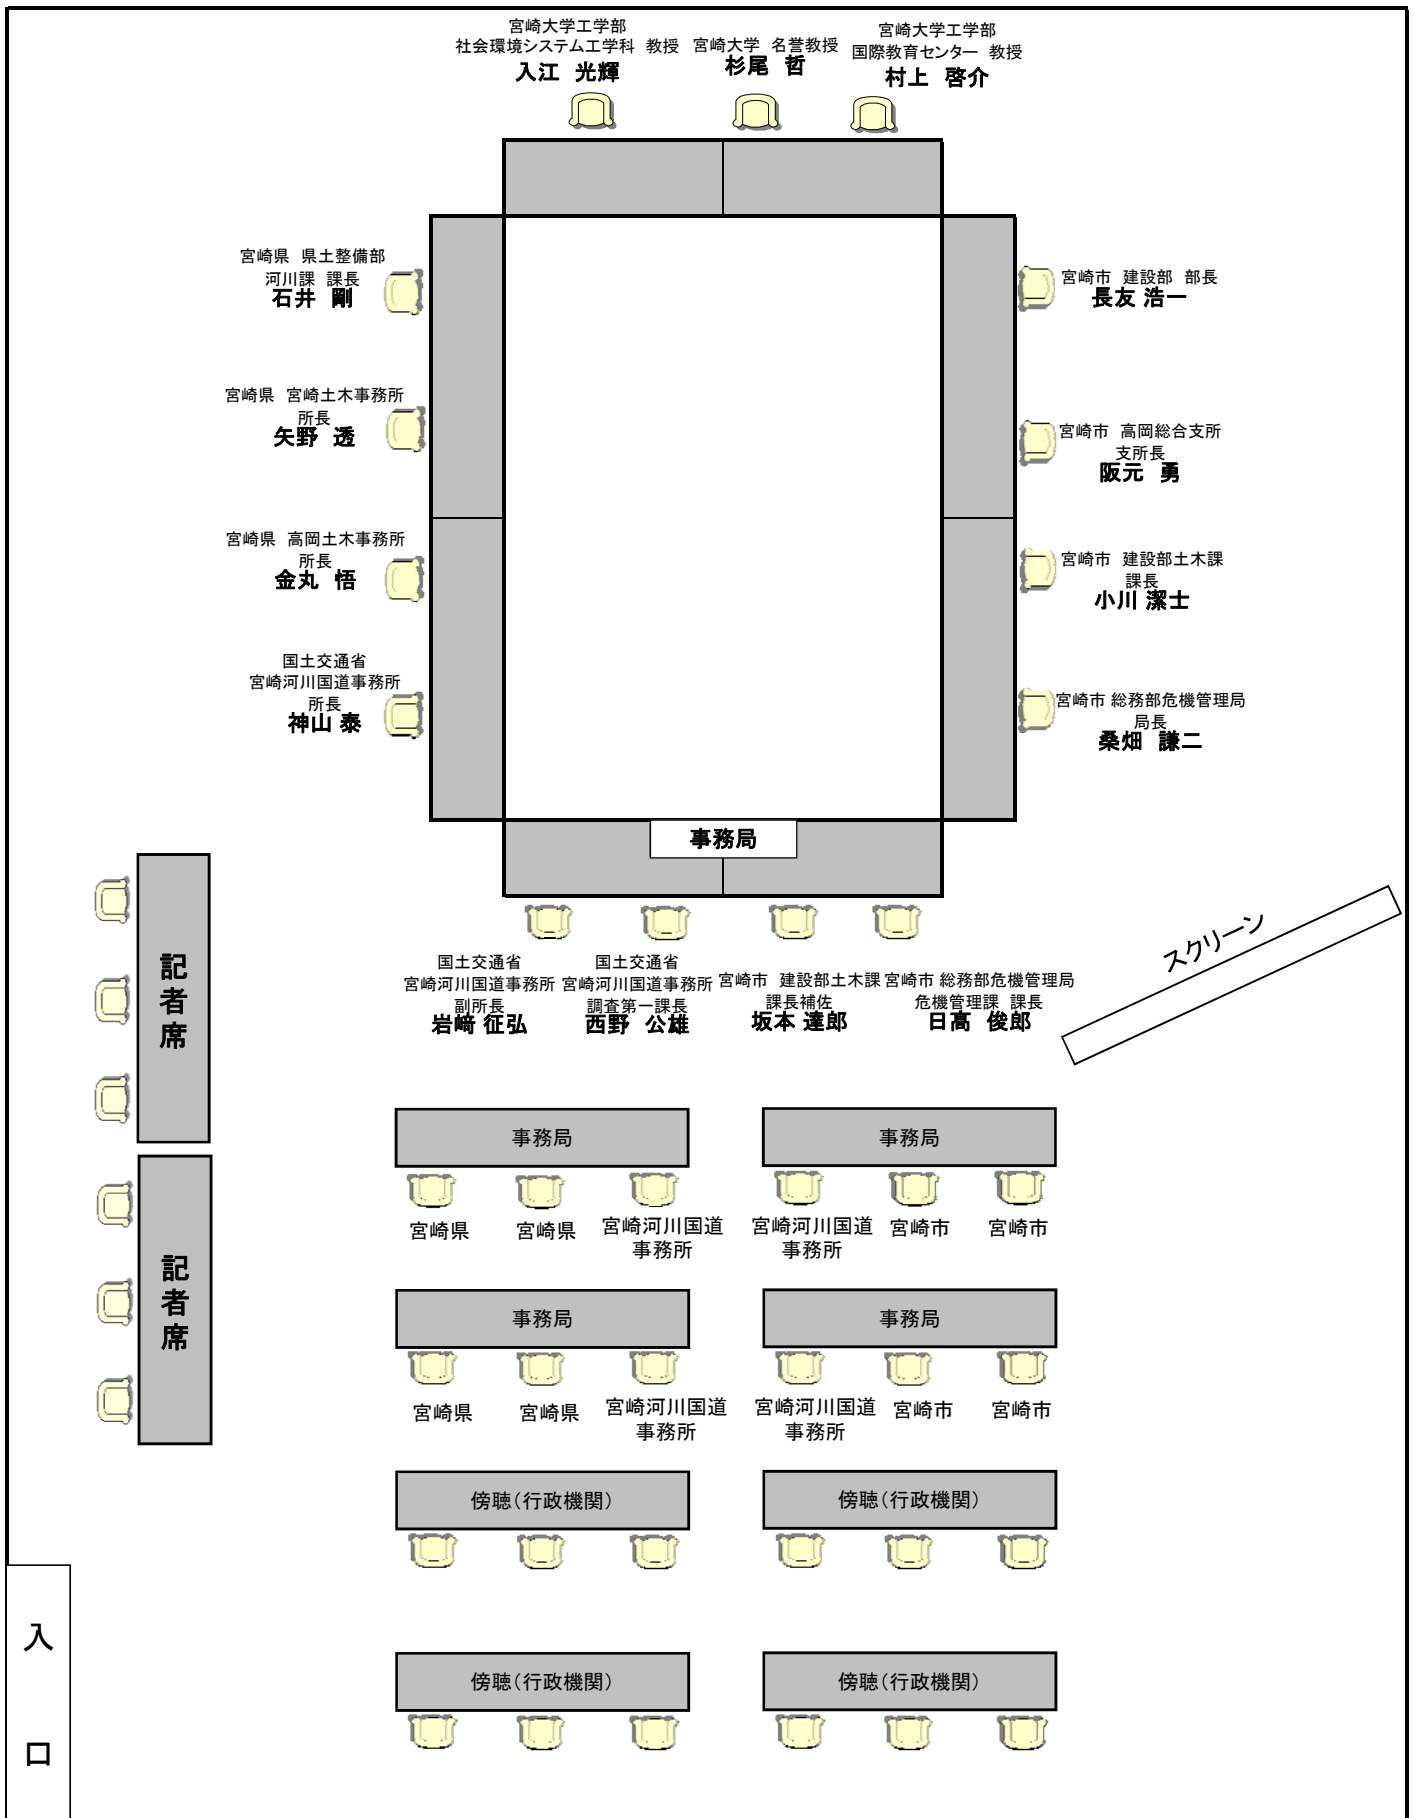 宮崎大学工学部
社会環境システム工学科　教授
入江　光輝
宮崎大学　名誉教授
杉尾　哲
宮崎大学工学部
国際教育センター　教授
村上　啓介
宮崎県　県土整備部
河川課　課長
石井　剛
宮崎県　宮崎土木事務所
所長
矢野　透
宮崎県　高岡土木事務所
所長
金丸　悟
国土交通省
宮崎河川国道事務所
所長
神山 泰
宮崎市　建設部　部長
長友 浩一
宮崎市　高岡総合支所
支所長
阪元　勇
宮崎市　建設部土木課
課長
小川 潔士
宮崎市 総務部危機管理局
局長
桑畑　謙二
事務局
国土交通省
宮崎河川国道事務所
副所長
岩﨑 征弘
国土交通省
宮崎河川国道事務所
調査第一課長
西野　公雄
宮崎市　建設部土木課
課長補佐
坂本 達郎
宮崎市 総務部危機管理局
危機管理課　課長
日髙　俊郎
スクリーン
記者席
記者席
事務局
事務局
宮崎県
宮崎県
宮崎河川国道
事務所
宮崎河川国道
事務所
宮崎市
宮崎市
事務局
事務局
宮崎県
宮崎県
宮崎河川国道
事務所
宮崎河川国道
事務所
宮崎市
宮崎市
傍聴（行政機関）
傍聴（行政機関）
傍聴（行政機関）
傍聴（行政機関）
入口